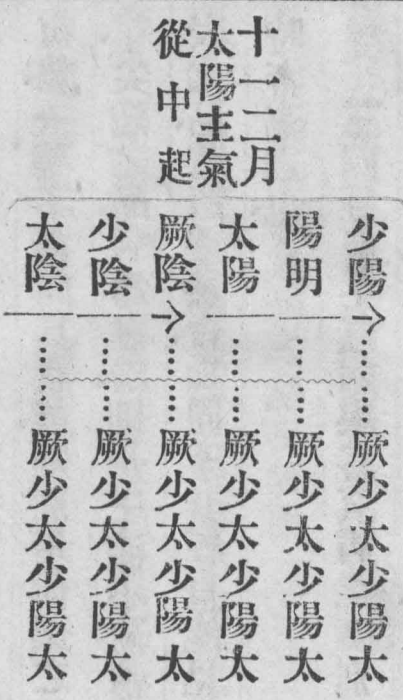 十一二月
太陽主氣
從中起
少陽……厥少太少陽太
陽明……厥少太少陽太
太陽……厥少太少陽太
厥陰……厥少太少陽太
少陰……厥少太少陽太
太陰……厥少太少陽太